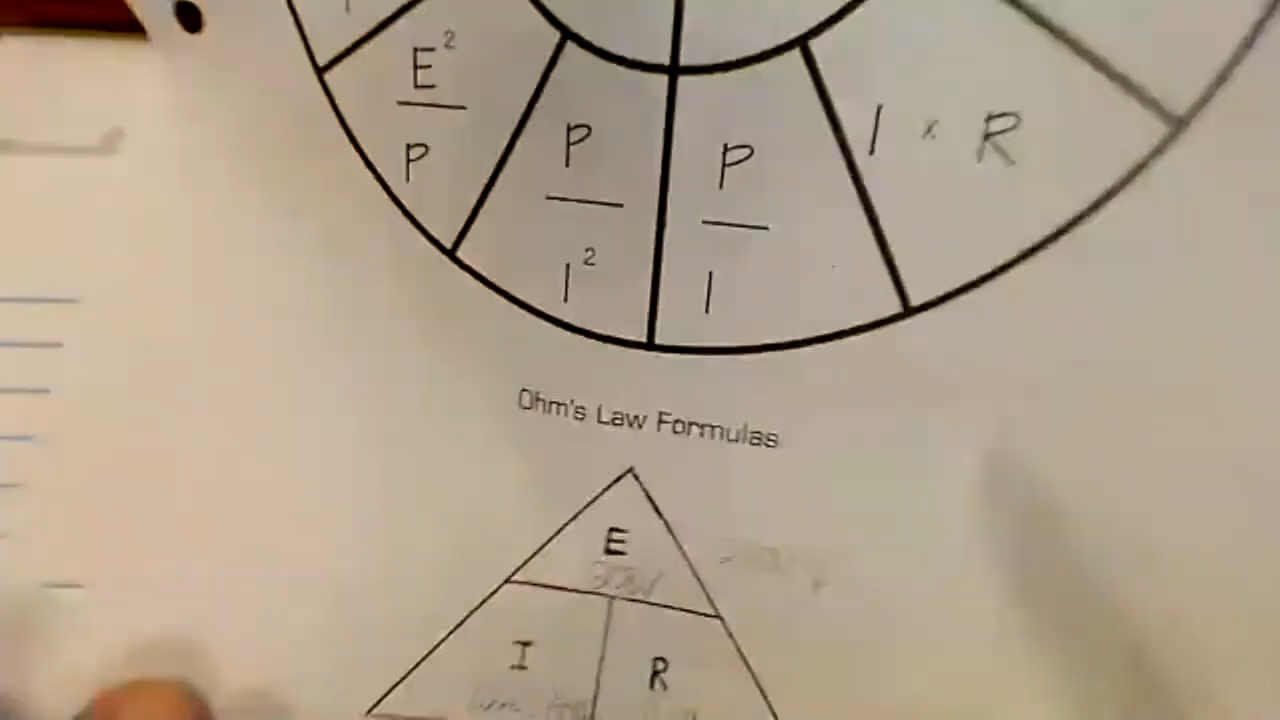 E²
P
P
I²
P
I
I × R
Ohm's Law Formulas
E
I
R